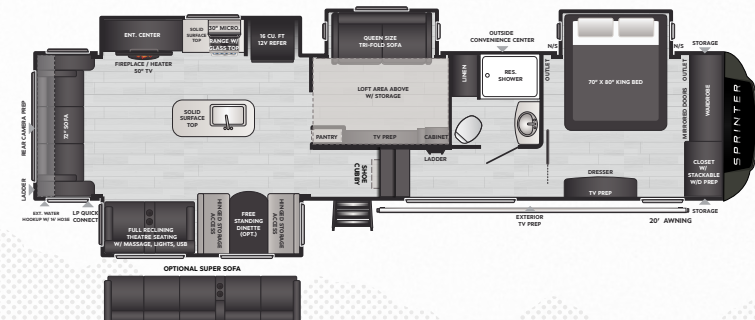 ENT. CENTER
SOLID
SURFACE
TOP
30" MICRO.
RANGE W/
GLASS TOP
16 CU. FT
12V REFER
FIREPLACE / HEATER
50" TV
QUEEN SIZE
TRI-FOLD SOFA
OUTSIDE
CONVENIENCE CENTER
N/S
N/S
STORAGE
REAR CAMERA PREP
72" SOFA
SOLID
SURFACE
TOP
LOFT AREA ABOVE
W/ STORAGE
PANTRY
TV PREP
CABINET
LADDER
LINEN
RES.
SHOWER
OUTLET
70" X 80" KING BED
OUTLET
MIRRORED DOORS
WARDROBE
SPRINTER
CLOSET
W/
STACKABLE
W/D PREP
SHOE
CUBBY
DRESSER
TV PREP
LADDER
EXT. WATER
HOOKUP W/ 14' HOSE
LP QUICK
CONNECT
FULL RECLINING
THEATRE SEATING
W/ MASSAGE, LIGHTS, USB
HINGED STORAGE
ACCESS
FREE
STANDING
DINETTE
(OPT.)
HINGED STORAGE
ACCESS
EXTERIOR
TV PREP
20' AWNING
STORAGE
OPTIONAL SUPER SOFA